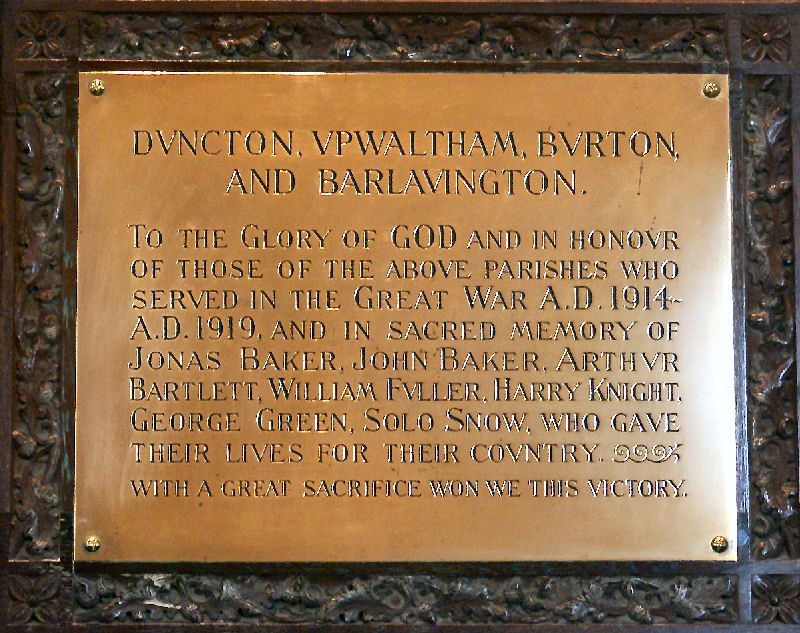 DVNCTON, VPWALTHAM, BVRTON,
AND BARLAVINGTON.
TO THE GLORY OF GOD AND IN HONOVR
OF THOSE OF THE ABOVE PARISHES WHO
SERVED IN THE GREAT WAR A.D. 1914-
A.D. 1919, AND IN SACRED MEMORY OF
JONAS BAKER, JOHN BAKER, ARTHVR
BARTLETT, WILLIAM FVLLER, HARRY KNIGHT,
GEORGE GREEN, SOLO SNOW, WHO GAVE
THEIR LIVES FOR THEIR COVNTRY.
WITH A GREAT SACRIFICE WON WE THIS VICTORY.